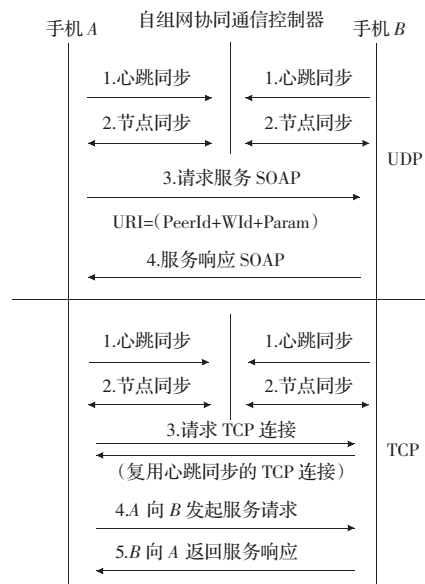 自组网协同通信控制器
手机A 手机B
1.心跳同步 1.心跳同步
2.节点同步 2.节点同步
UDP
3.请求服务 SOAP
URI=(PeerId+WId+Param)
4.服务响应 SOAP
1.心跳同步 1.心跳同步
2.节点同步 2.节点同步
3.请求 TCP 连接
TCP
(复用心跳同步的 TCP 连接)
4.A 向 B 发起服务请求
5.B 向 A 返回服务响应